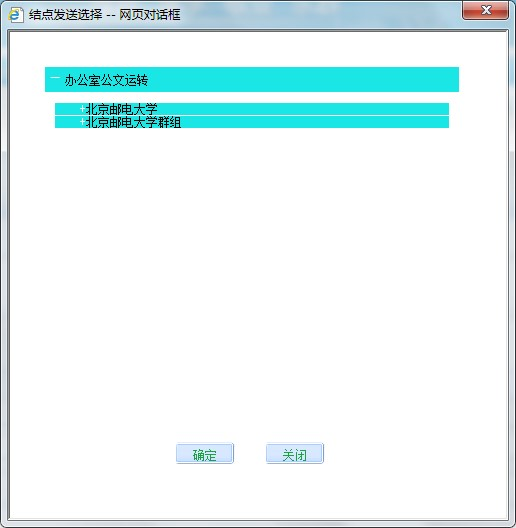 结点发送选择 -- 网页对话框
办公室公文运转
+北京邮电大学
+北京邮电大学群组
确定
关闭